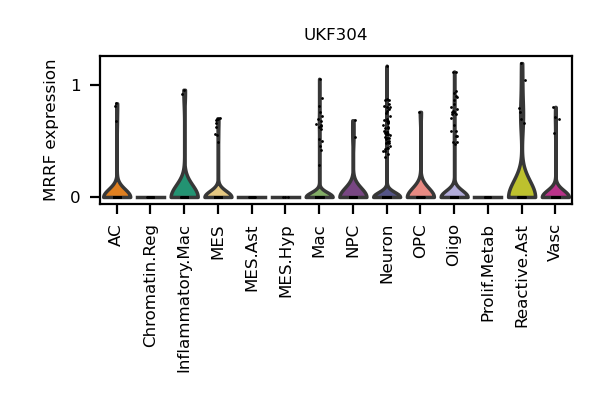 UKF304
MRRF expression
1
0
AC
Chromatin.Reg
Inflammatory.Mac
MES
MES.Ast
MES.Hyp
Mac
NPC
Neuron
OPC
Oligo
Prolif.Metab
Reactive.Ast
Vasc